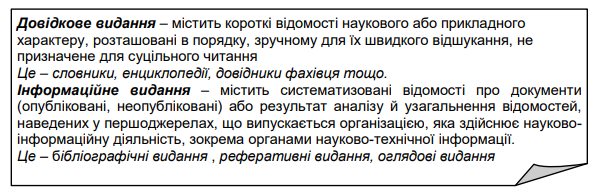 Довідкове видання – містить короткі відомості наукового або прикладного
характеру, розташовані в порядку, зручному для їх швидкого відшукання, не
призначене для суцільного читання
Це – словники, енциклопедії, довідники фахівця тощо.
Інформаційне видання – містить систематизовані відомості про документи
(опубліковані, неопубліковані) або результат аналізу й узагальнення відомостей,
наведених у першоджерелах, що випускається організацією, яка здійснює науково-
інформаційну діяльність, зокрема органами науково-технічної інформації.
Це – бібліографічні видання , реферативні видання, оглядові видання